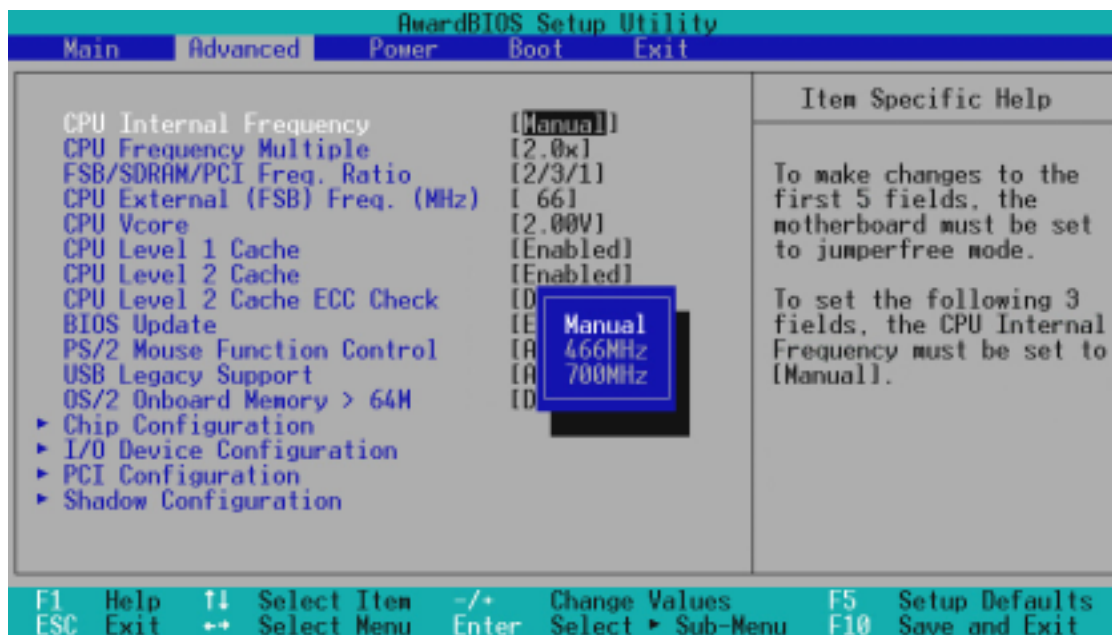 AwardBIOS Setup Utility
Main Advanced Power Boot Exit
CPU Internal Frequency [Manual]
CPU Frequency Multiple [2.0x]
FSB/SDRAM/PCI Freq. Ratio [2/3/1]
CPU External (FSB) Freq. (MHz) [ 66]
CPU Vcore [2.00V]
CPU Level 1 Cache [Enabled]
CPU Level 2 Cache [Enabled]
CPU Level 2 Cache ECC Check [D
BIOS Update [E
PS/2 Mouse Function Control [A
USB Legacy Support [A
OS/2 Onboard Memory > 64M [D
► Chip Configuration
► I/O Device Configuration
► PCI Configuration
► Shadow Configuration
Manual
466MHz
700MHz
Item Specific Help
To make changes to the
first 5 fields, the
motherboard must be set
to jumperfree mode.
To set the following 3
fields, the CPU Internal
Frequency must be set to
[Manual].
F1 Help ↑↓ Select Item -/+ Change Values F5 Setup Defaults
ESC Exit ←→ Select Menu Enter Select ► Sub-Menu F10 Save and Exit